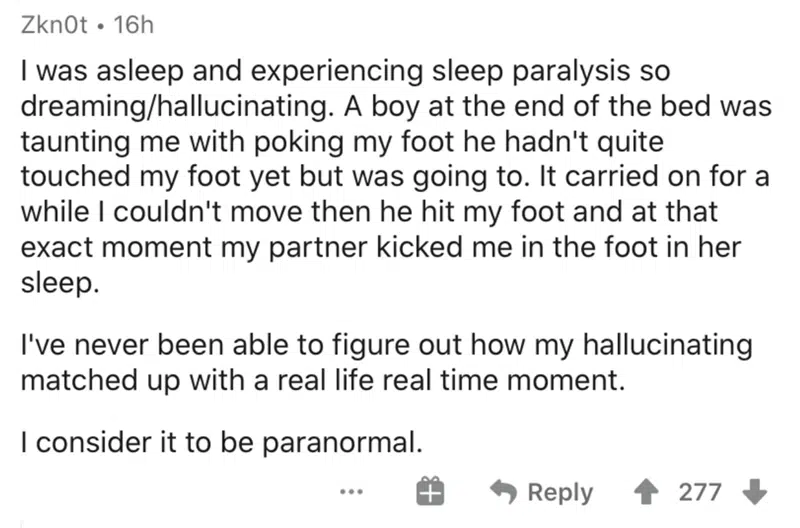 Zkn0t • 16h
I was asleep and experiencing sleep paralysis so
dreaming/hallucinating. A boy at the end of the bed was
taunting me with poking my foot he hadn't quite
touched my foot yet but was going to. It carried on for a
while I couldn't move then he hit my foot and at that
exact moment my partner kicked me in the foot in her
sleep.
I've never been able to figure out how my hallucinating
matched up with a real life real time moment.
I consider it to be paranormal.
... Reply 277